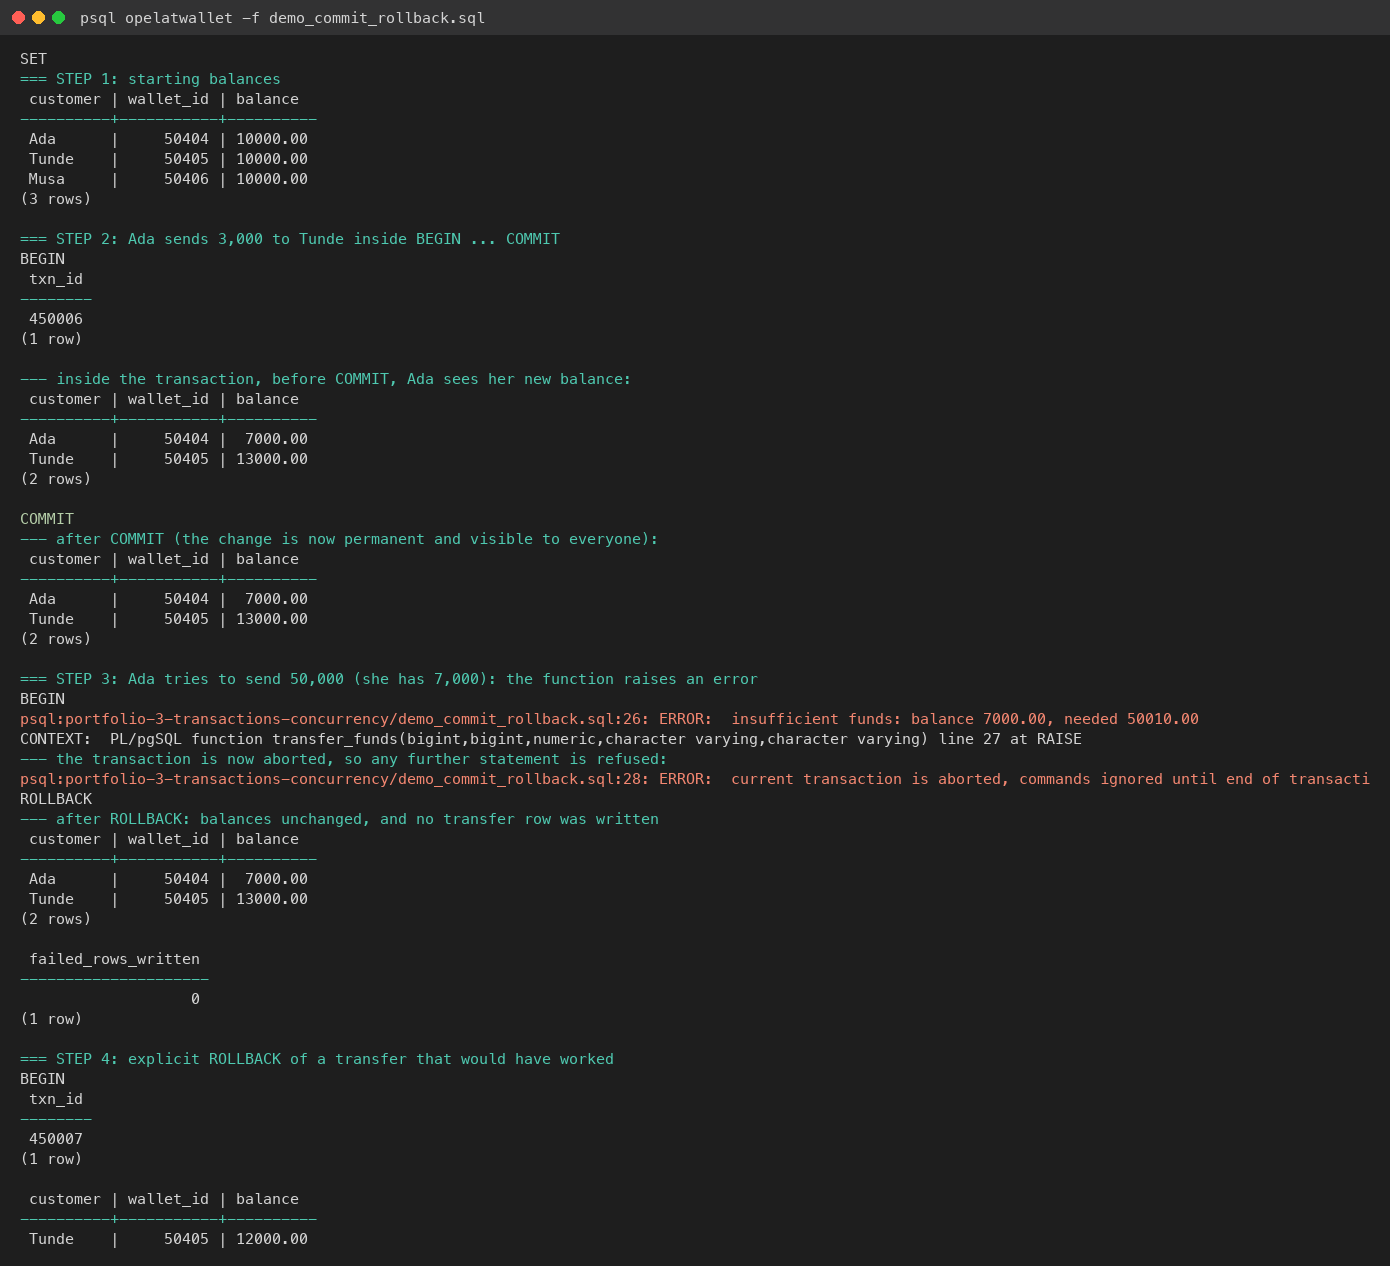 psql opelatwallet -f demo_commit_rollback.sql
SET
=== STEP 1: starting balances
 customer | wallet_id | balance
----------+-----------+----------
 Ada      |     50404 | 10000.00
 Tunde    |     50405 | 10000.00
 Musa     |     50406 | 10000.00
(3 rows)

=== STEP 2: Ada sends 3,000 to Tunde inside BEGIN ... COMMIT
BEGIN
 txn_id
--------
 450006
(1 row)

--- inside the transaction, before COMMIT, Ada sees her new balance:
 customer | wallet_id | balance
----------+-----------+----------
 Ada      |     50404 |  7000.00
 Tunde    |     50405 | 13000.00
(2 rows)

COMMIT
--- after COMMIT (the change is now permanent and visible to everyone):
 customer | wallet_id | balance
----------+-----------+----------
 Ada      |     50404 |  7000.00
 Tunde    |     50405 | 13000.00
(2 rows)

=== STEP 3: Ada tries to send 50,000 (she has 7,000): the function raises an error
BEGIN
psql:portfolio-3-transactions-concurrency/demo_commit_rollback.sql:26: ERROR:  insufficient funds: balance 7000.00, needed 50010.00
CONTEXT:  PL/pgSQL function transfer_funds(bigint,bigint,numeric,character varying,character varying) line 27 at RAISE
--- the transaction is now aborted, so any further statement is refused:
psql:portfolio-3-transactions-concurrency/demo_commit_rollback.sql:28: ERROR:  current transaction is aborted, commands ignored until end of transacti
ROLLBACK
--- after ROLLBACK: balances unchanged, and no transfer row was written
 customer | wallet_id | balance
----------+-----------+----------
 Ada      |     50404 |  7000.00
 Tunde    |     50405 | 13000.00
(2 rows)

 failed_rows_written
---------------------
                   0
(1 row)

=== STEP 4: explicit ROLLBACK of a transfer that would have worked
BEGIN
 txn_id
--------
 450007
(1 row)

 customer | wallet_id | balance
----------+-----------+----------
 Tunde    |     50405 | 12000.00